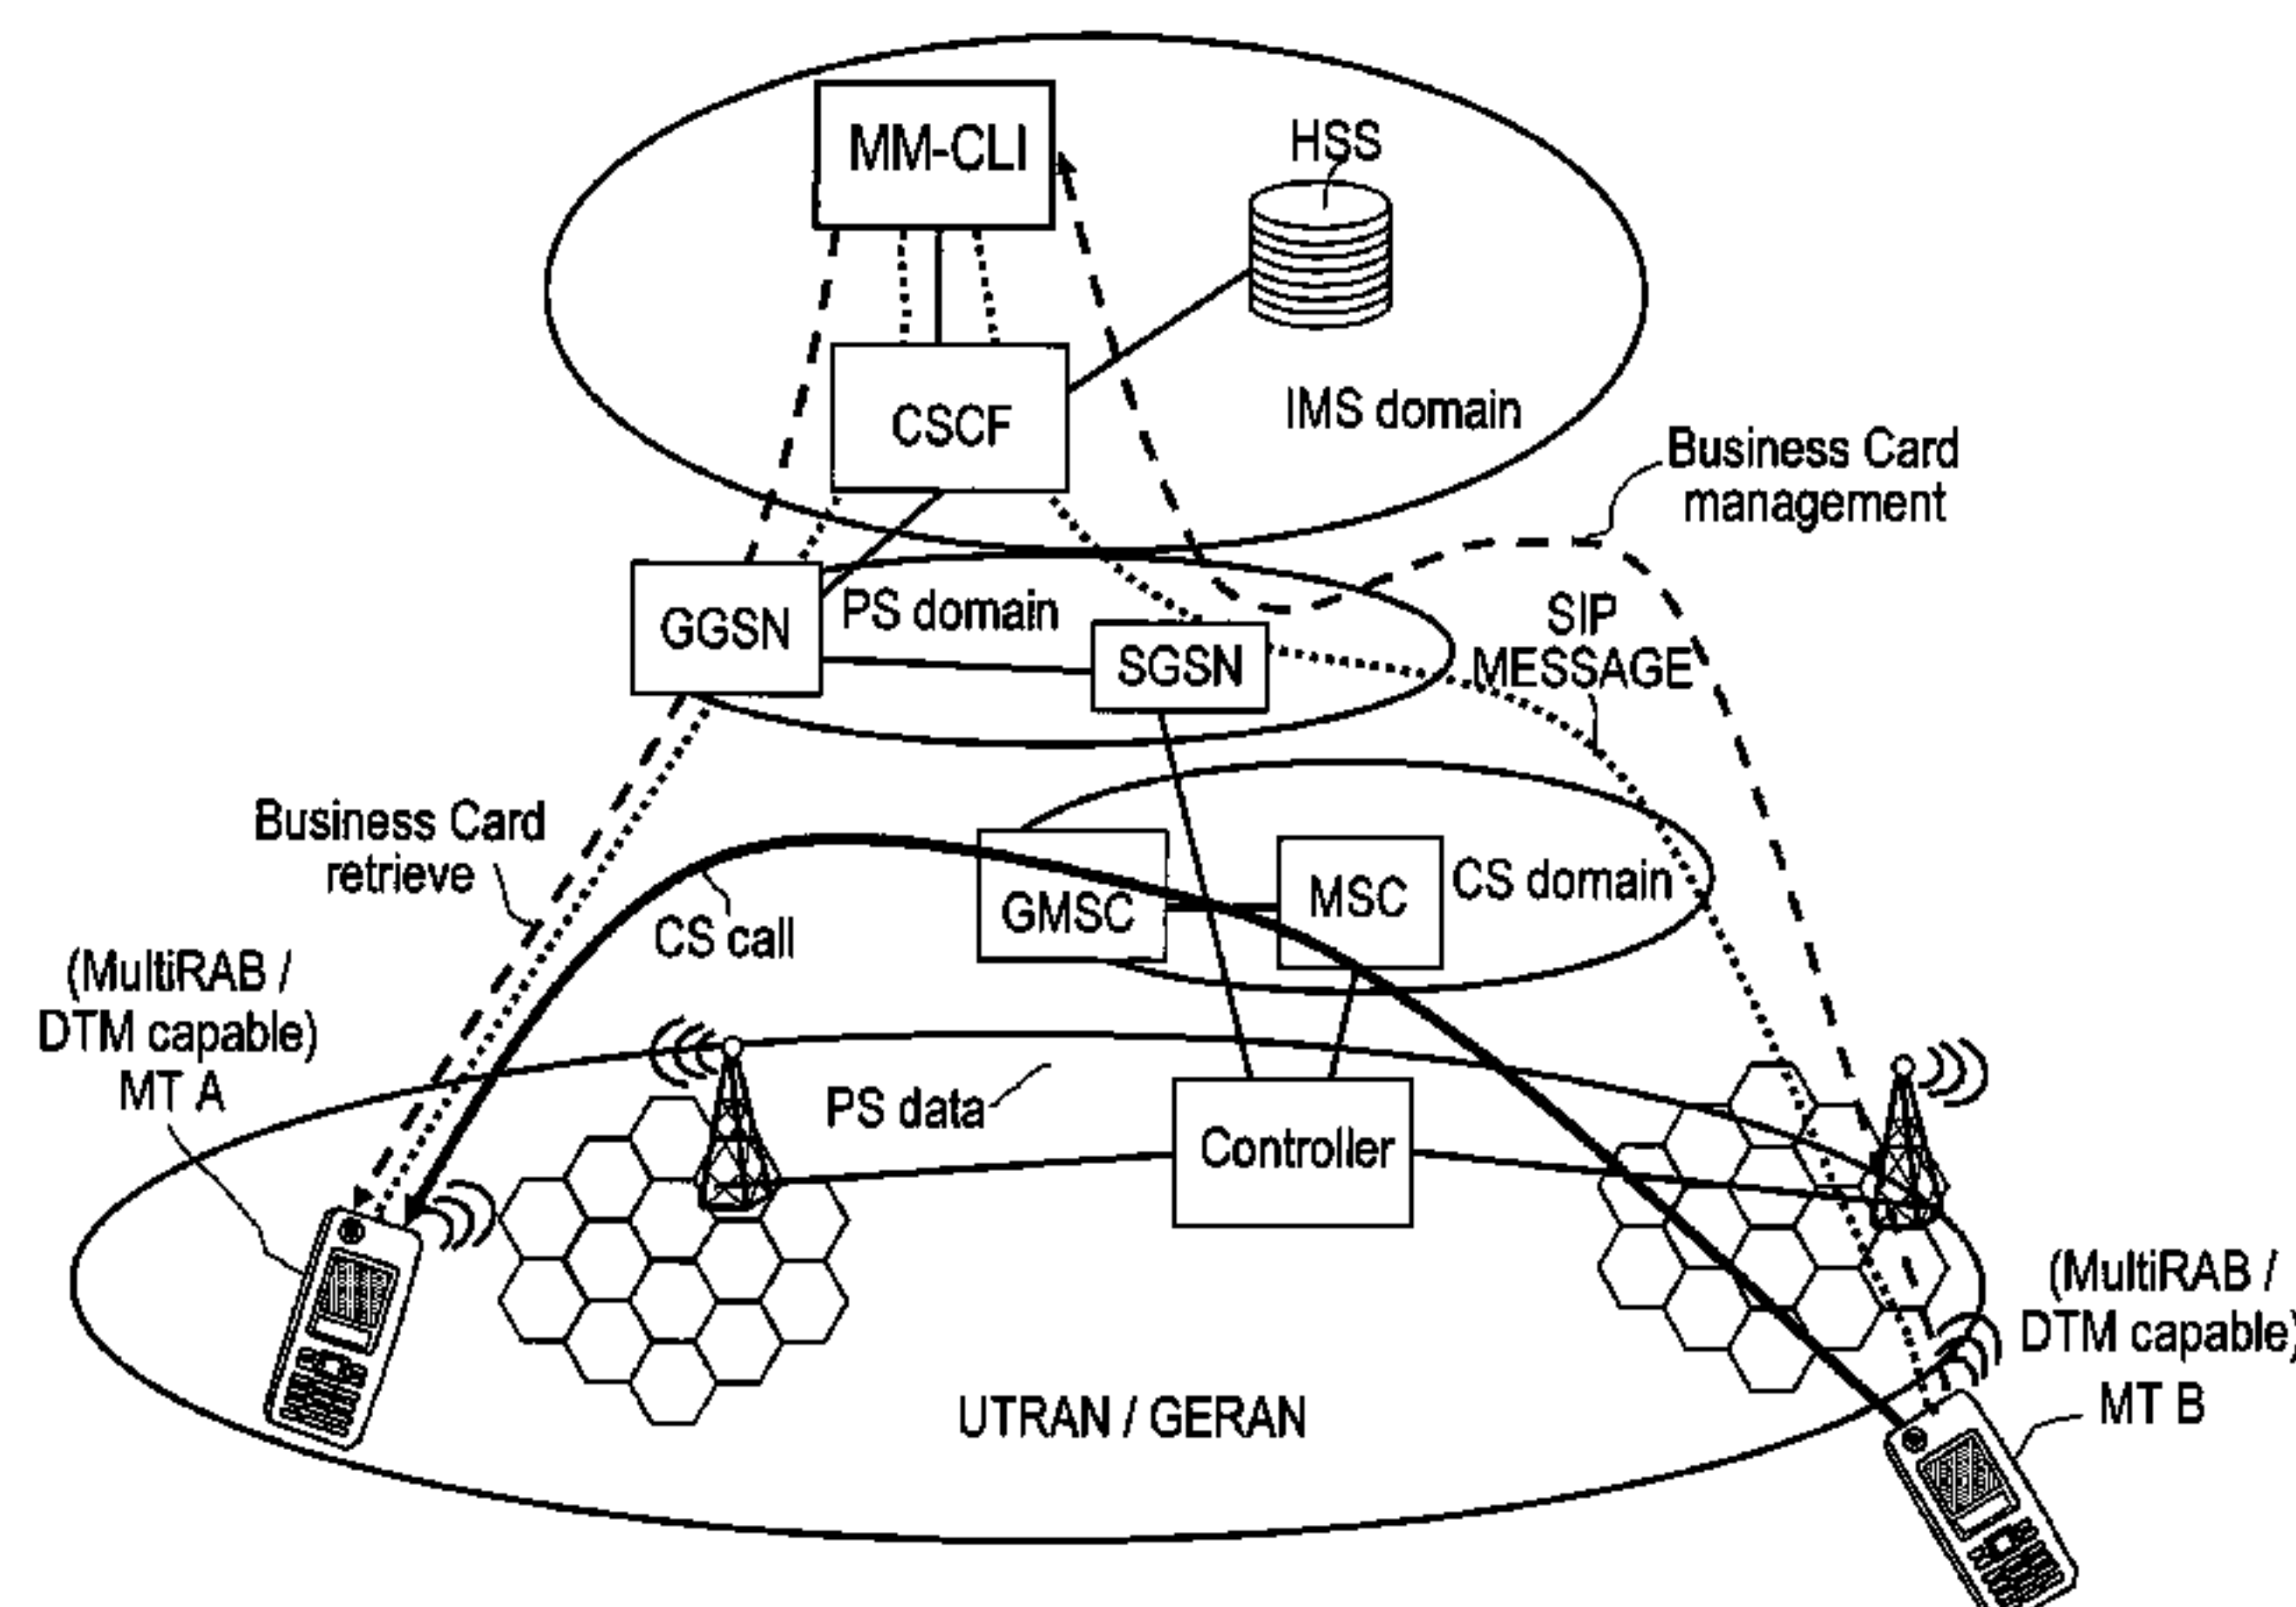 MM-CLI
HSS
CSCF
IMS domain
Business Card
management
GGSN
PS domain
SGSN
SIP
MESSAGE
Business Card
retrieve
CS call
GMSC
MSC
CS domain
(MultiRAB /
DTM capable)
MT A
PS data
Controller
UTRAN / GERAN
(MultiRAB /
DTM capable)
MT B